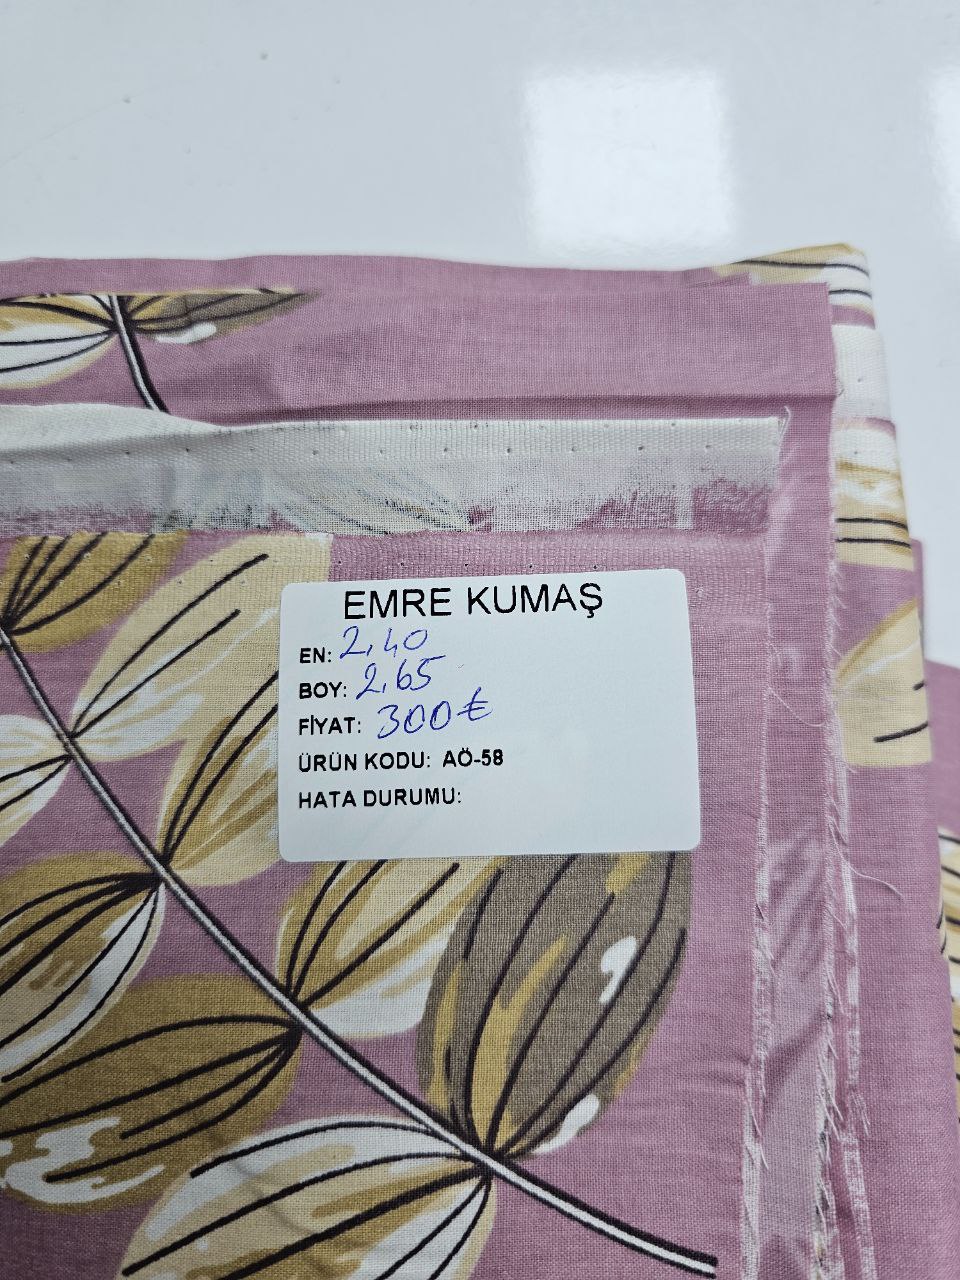 EMRE KUMAŞ
EN: 2,40
BOY: 2,65
FİYAT: 300₺
ÜRÜN KODU: AÖ-58
HATA DURUMU: